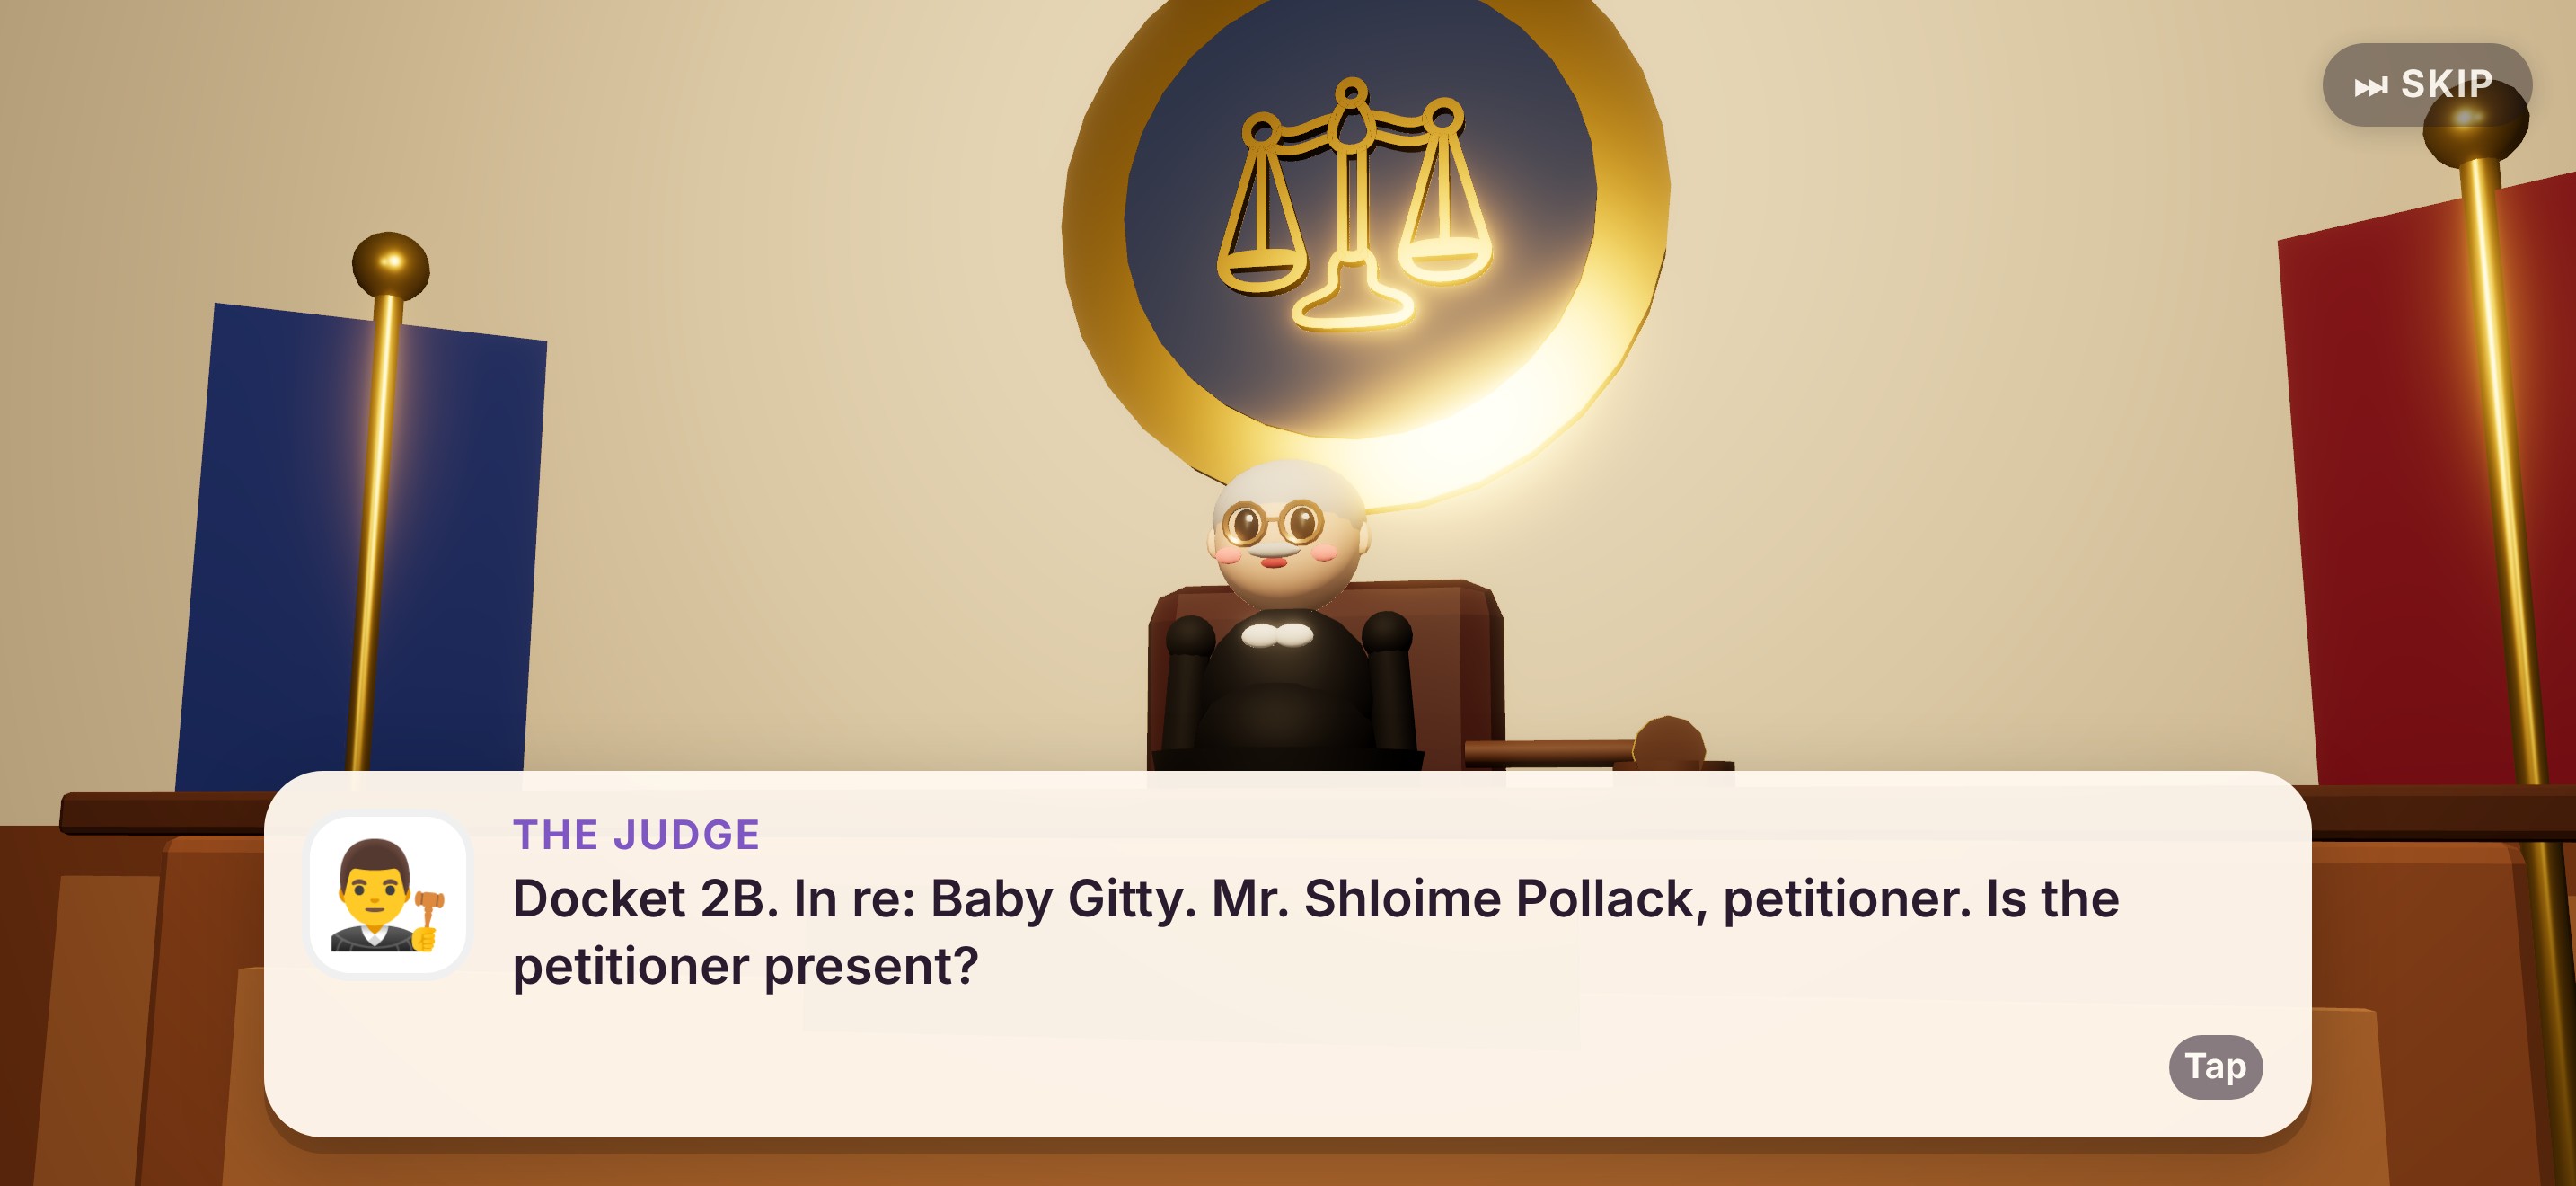 SKIP
THE JUDGE
Docket 2B. In re: Baby Gitty. Mr. Shloime Pollack, petitioner. Is the
petitioner present?
Tap